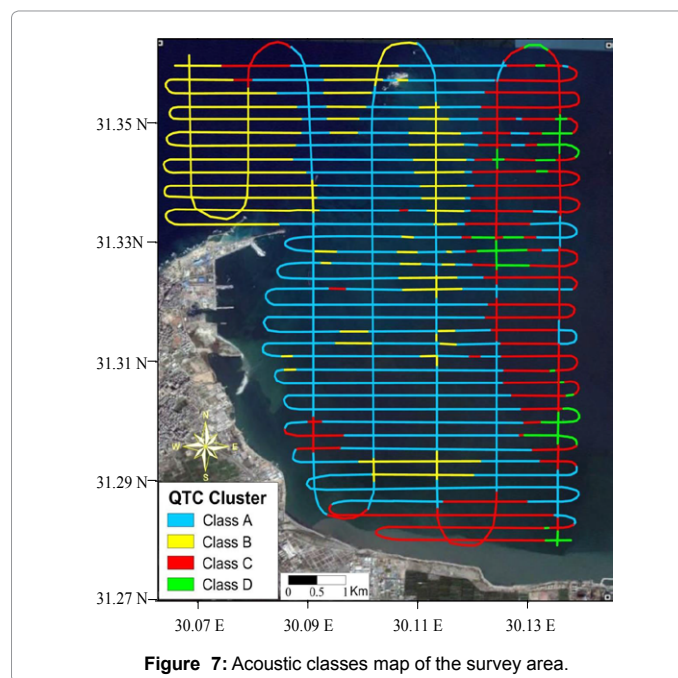 31.35 N
31.33N
31.31 N
31.29 N
31.27 N
N
W E
S
QTC Cluster
Class A
Class B
Class C
Class D
0 0.5 1 Km
30.07 E 30.09 E 30.11 E 30.13 E
Figure 7: Acoustic classes map of the survey area.